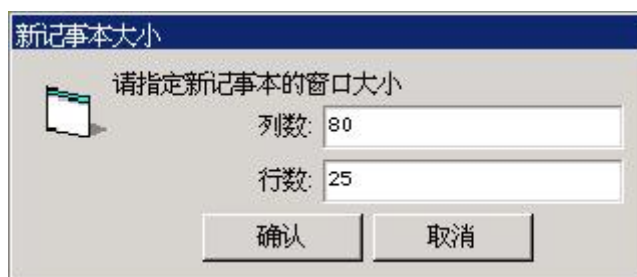 新记事本大小
请指定新记事本的窗口大小
列数: 80
行数: 25
确认 取消